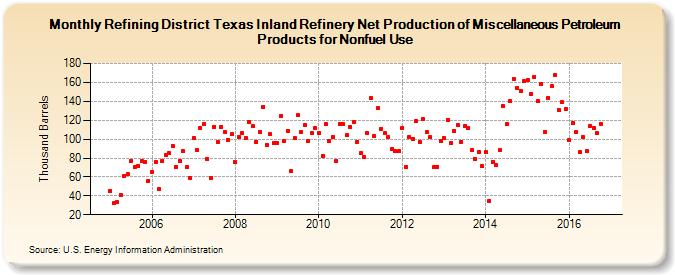 Monthly Refining District Texas Inland Refinery Net Production of Miscellaneous Petroleum
Products for Nonfuel Use
Thousand Barrels
180
160
140
120
100
80
60
40
20
2006 2008 2010 2012 2014 2016
Source: U.S. Energy Information Administration